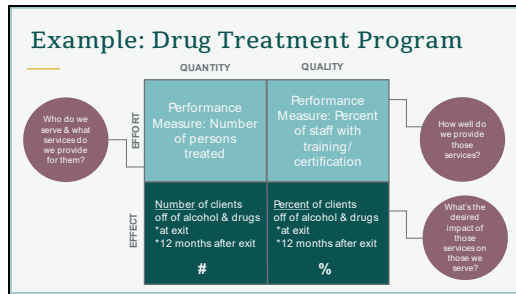 Example: Drug Treatment Program
QUANTITY
QUALITY
EFFORT
Who do we
serve & what
services do
we provide
for them?
Performance
Measure: Number
of persons
treated
Performance
Measure: Percent
of staff with
training/
certification
How well do
we provide
those
services?
EFFECT
Number of clients
off of alcohol & drugs
*at exit
*12 months after exit
#
Percent of clients
off of alcohol & drugs
*at exit
*12 months after exit
%
What's the
desired
impact of
those
services on
those we
serve?